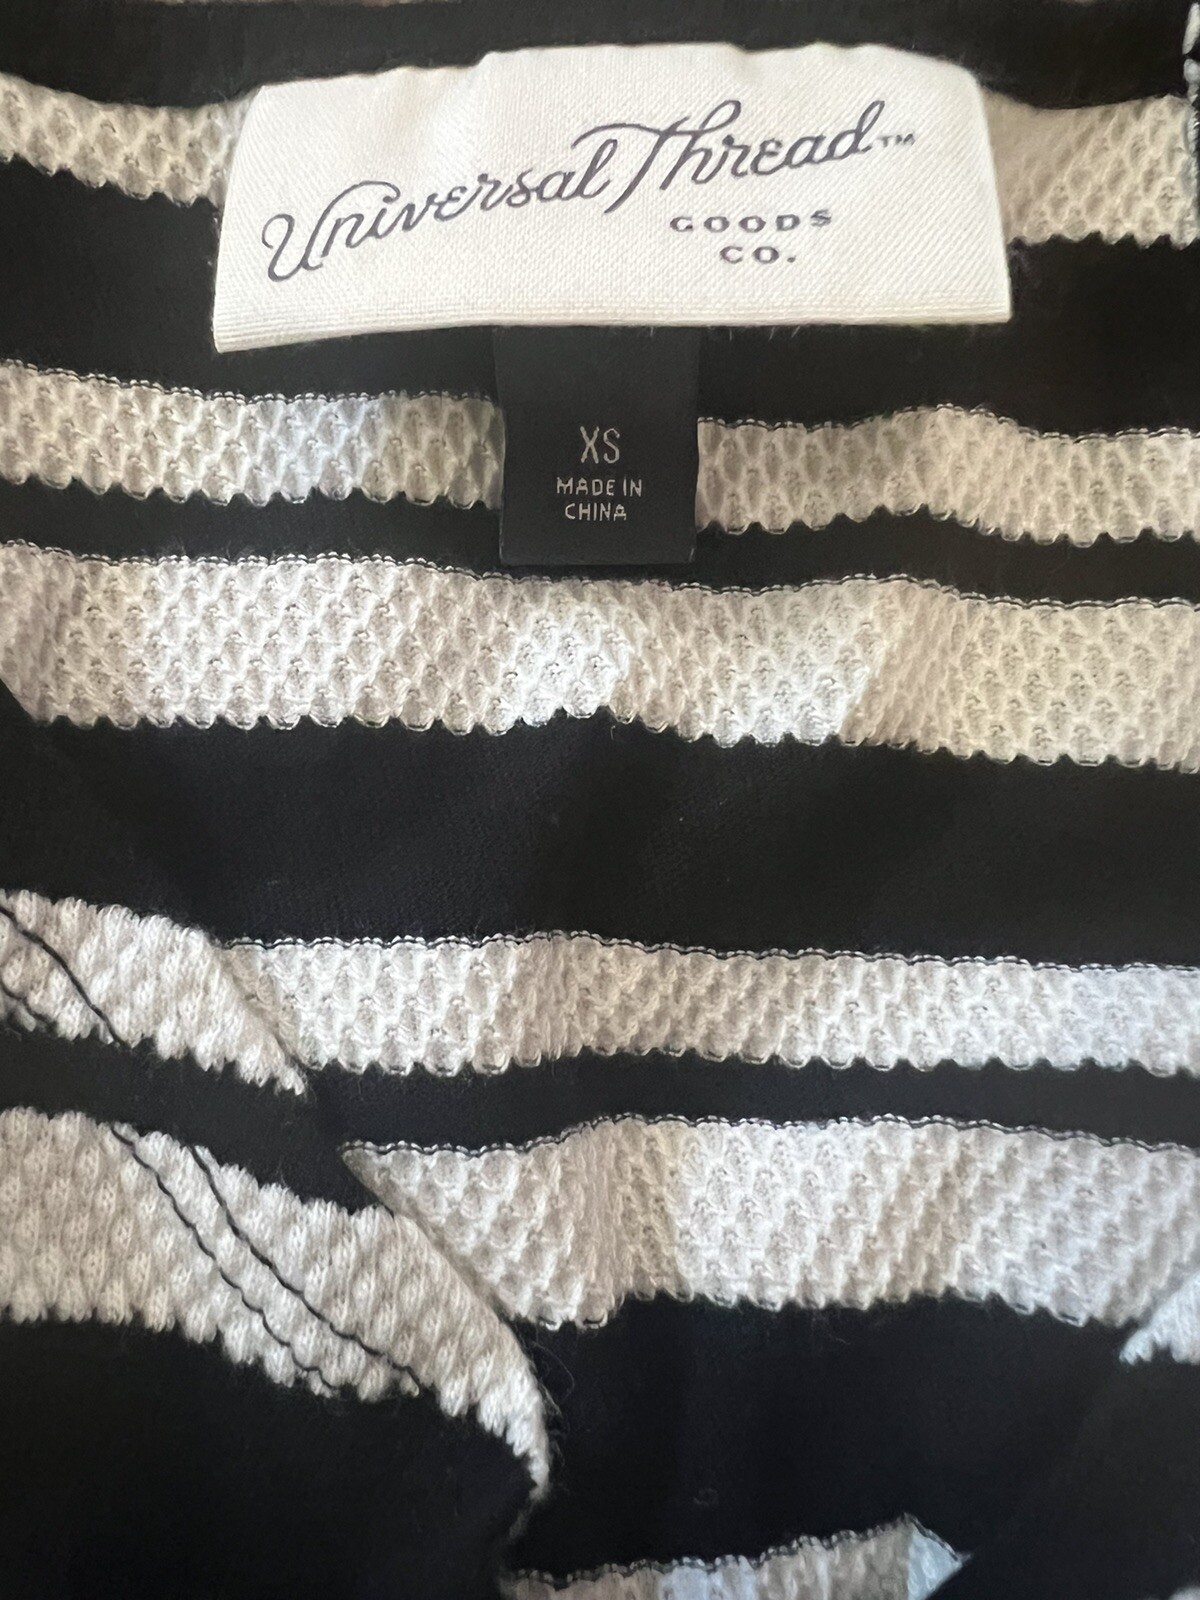 Universal Thread™
GOODS
CO.
XS
MADE IN
CHINA